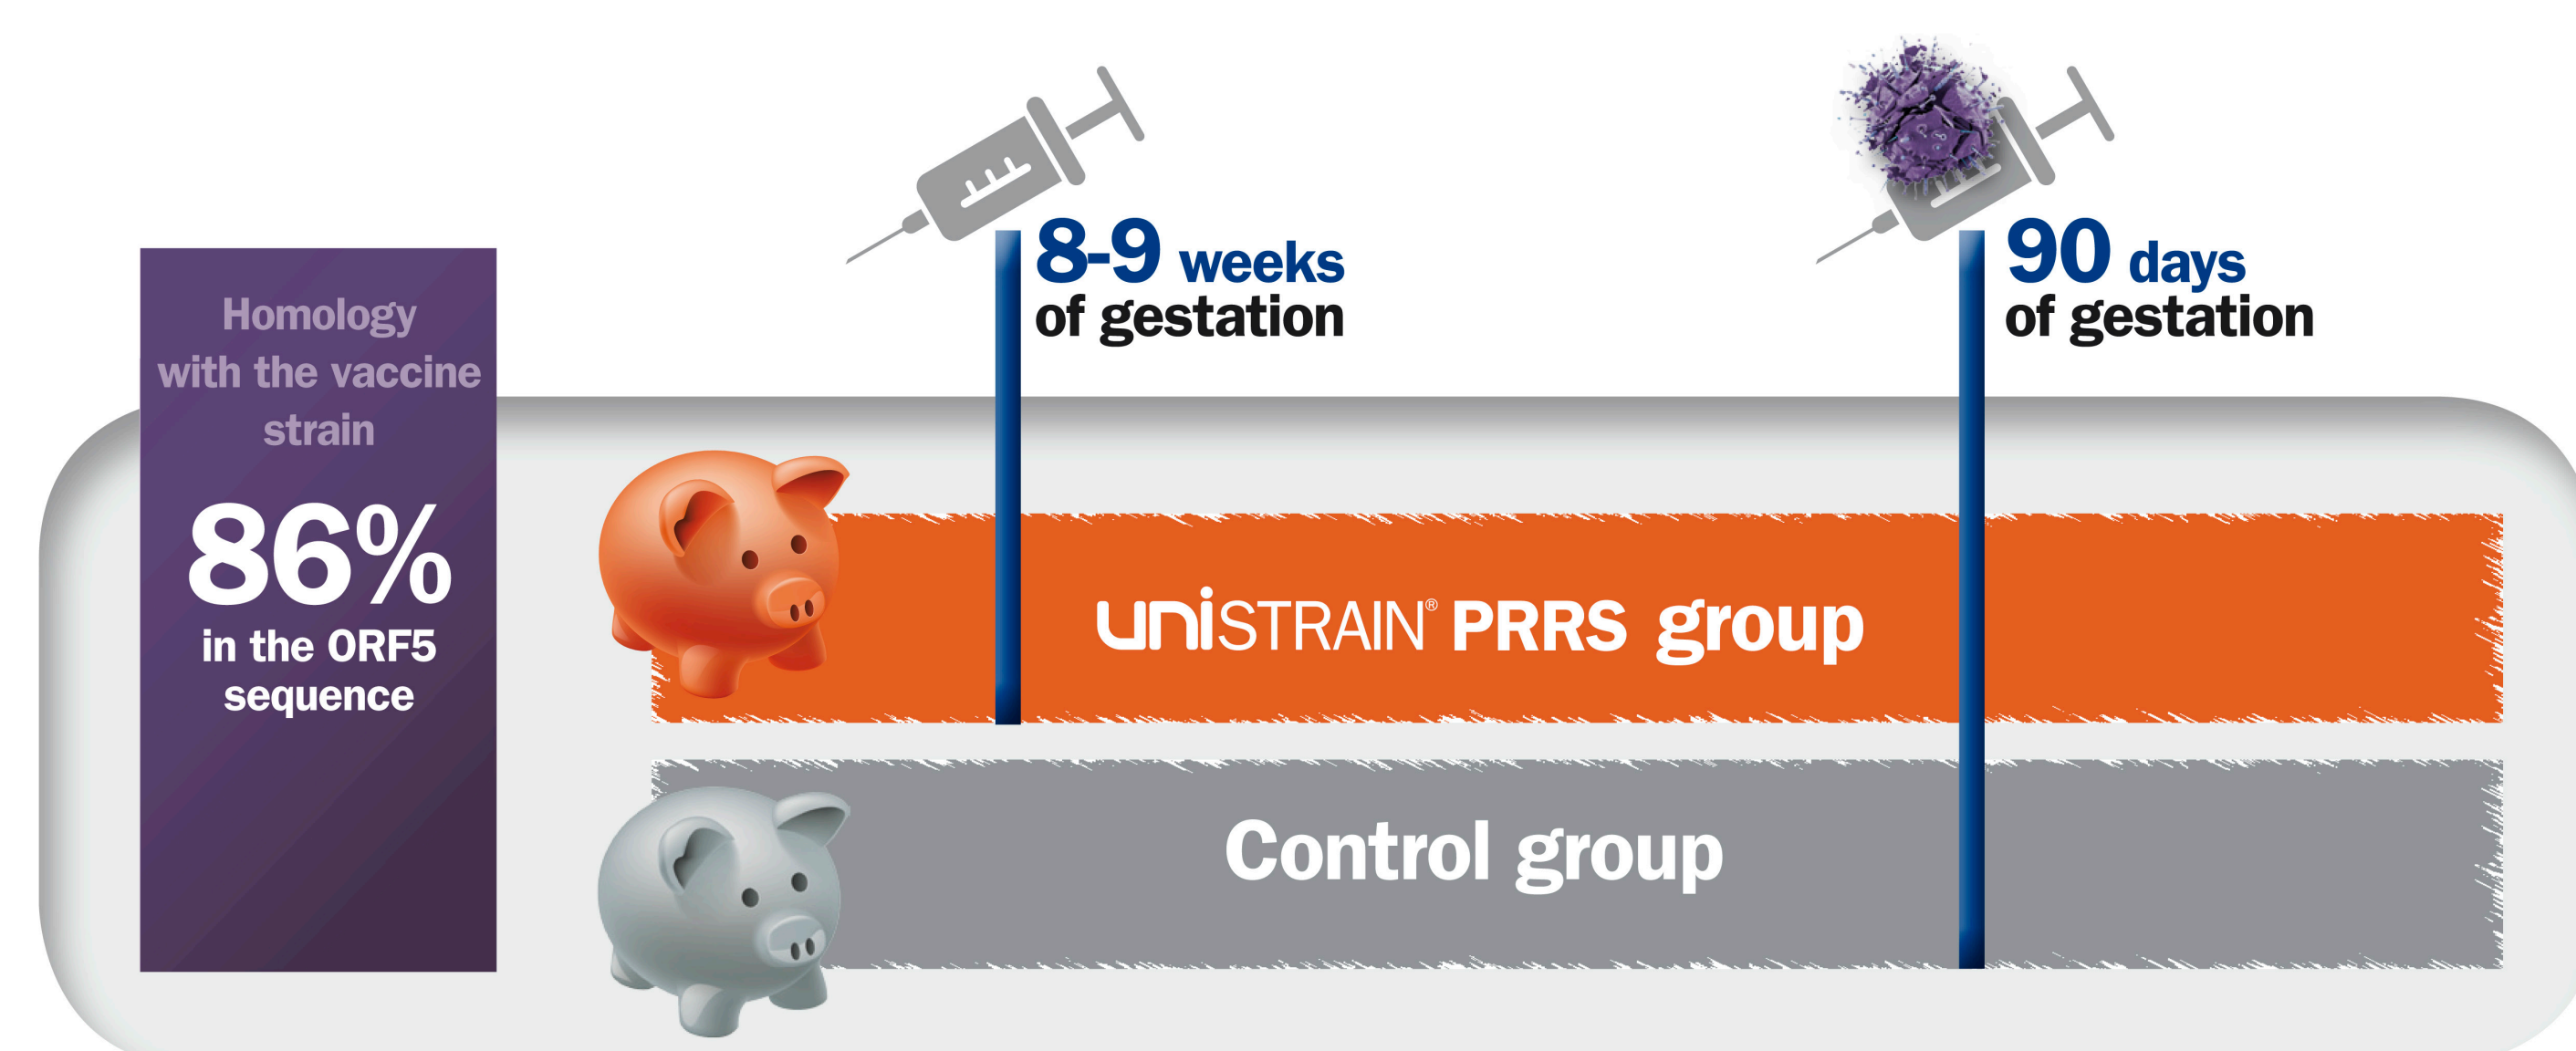 Homology
with the vaccine
strain
86%
in the ORF5
sequence
8-9 weeks
of gestation
90 days
of gestation
uniSTRAIN® PRRS group
Control group